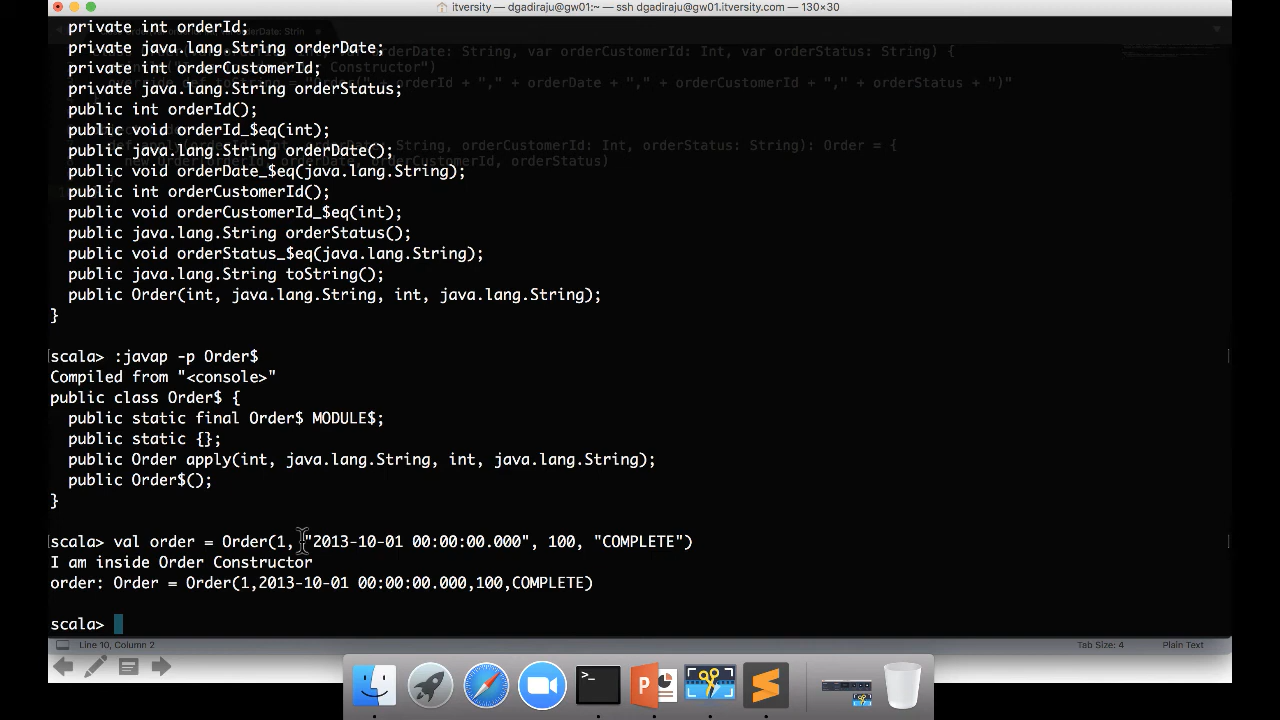 itversity — dgadiraju@gw01:~ — ssh dgadiraju@gw01.itversity.com — 130×30
private int orderId;
private java.lang.String orderDate;
private int orderCustomerId;
private java.lang.String orderStatus;
public int orderId();
public void orderId_$eq(int);
public java.lang.String orderDate();
public void orderDate_$eq(java.lang.String);
public int orderCustomerId();
public void orderCustomerId_$eq(int);
public java.lang.String orderStatus();
public void orderStatus_$eq(java.lang.String);
public java.lang.String toString();
public Order(int, java.lang.String, int, java.lang.String);
}
scala> :javap -p Order$
Compiled from "<console>"
public class Order$ {
public static final Order$ MODULE$;
public static {};
public Order apply(int, java.lang.String, int, java.lang.String);
public Order$();
}
scala> val order = Order(1, "2013-10-01 00:00:00.000", 100, "COMPLETE")
I am inside Order Constructor
order: Order = Order(1,2013-10-01 00:00:00.000,100,COMPLETE)
scala>
Line 10, Column 2
Tab Size: 4
Plain Text